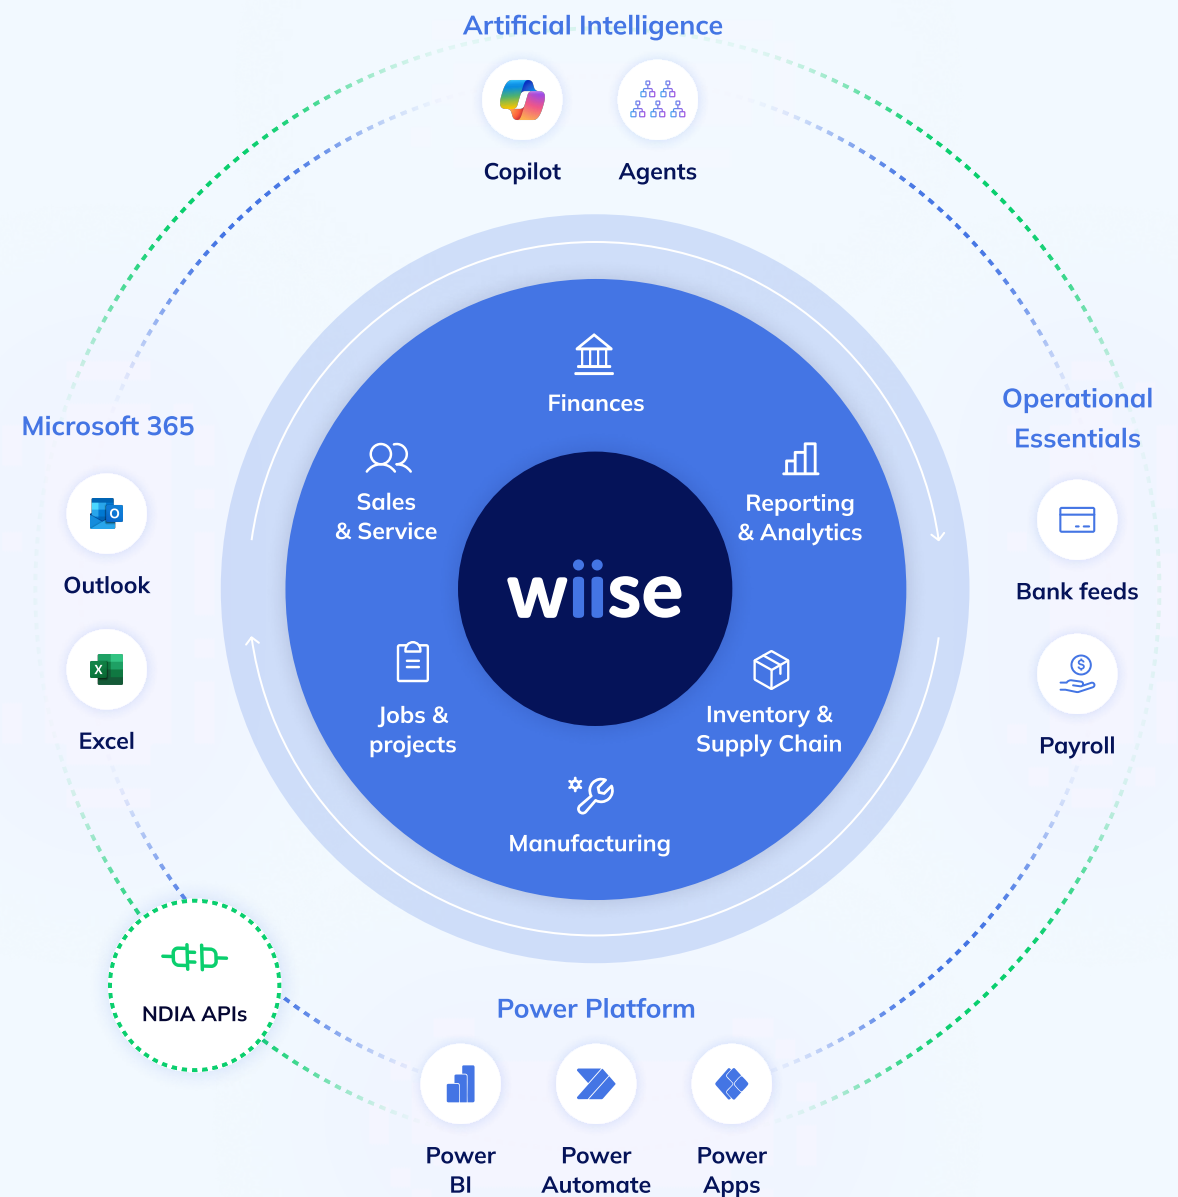 Artificial Intelligence
Copilot
Agents
Microsoft 365
Outlook
X
Excel
Finances
Sales
& Service
Reporting
& Analytics
wiise
Jobs &
projects
Inventory &
Supply Chain
Manufacturing
Operational
Essentials
Bank feeds
$
Payroll
NDIA APIs
Power Platform
Power
BI
Power
Automate
Power
Apps